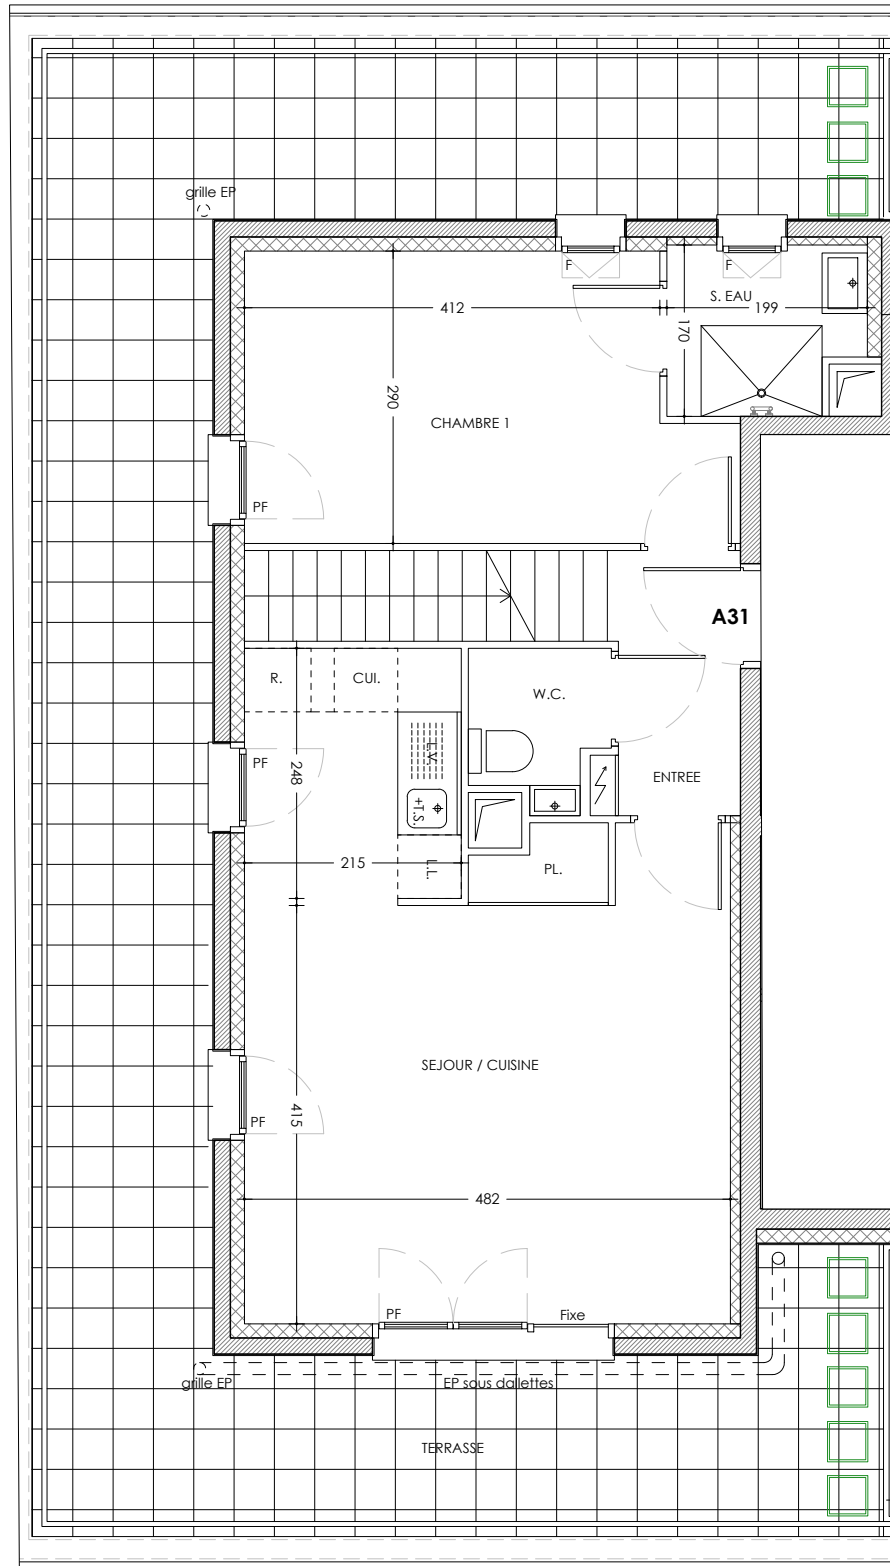 grille EP
F
F
S. EAU
412
199
170
290
CHAMBRE 1
PF
A31
R.
CUI.
W.C.
L.V.
PF
248
ENTREE
+T.S.
215
L.L.
PL.
SEJOUR / CUISINE
415
PF
482
PF
Fixe
grille EP
EP sous dallettes
TERRASSE